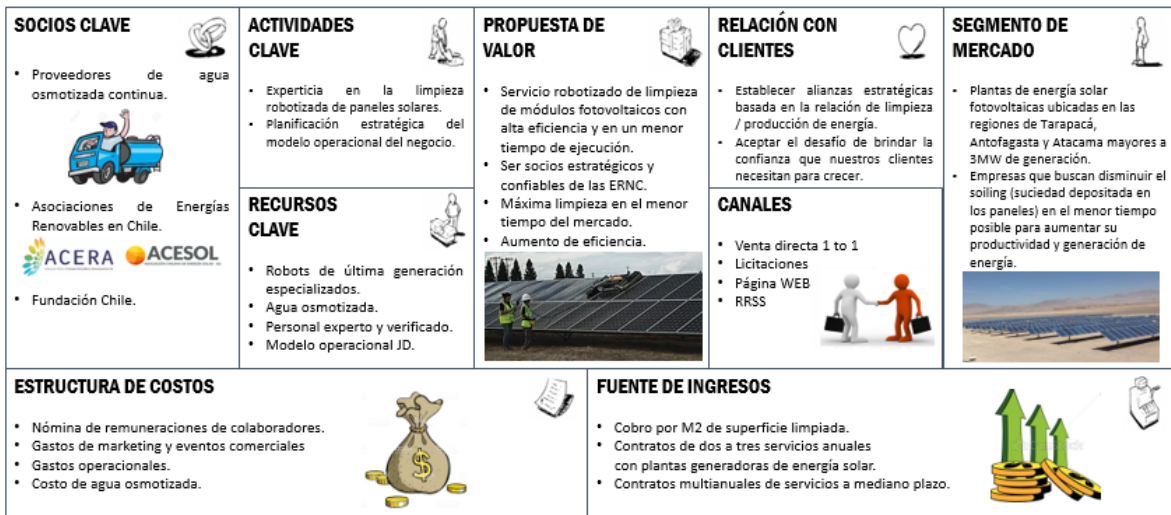 SOCIOS CLAVE
• Proveedores de agua
osmotizada continua.
• Asociaciones de Energías
Renovables en Chile.
ACERA
ACESOL
• Fundación Chile.
ACTIVIDADES
CLAVE
• Experticia en la limpieza
robotizada de paneles solares.
• Planificación estratégica del
modelo operacional del negocio.
RECURSOS
CLAVE
• Robots de última generación
especializados.
• Agua osmotizada.
• Personal experto y verificado.
• Modelo operacional JD.
PROPUESTA DE
VALOR
• Servicio robotizado de limpieza
de módulos fotovoltaicos con
alta eficiencia y en un menor
tiempo de ejecución.
• Ser socios estratégicos y
confiables de las ERNC.
• Máxima limpieza en el menor
tiempo del mercado.
• Aumento de eficiencia.
RELACIÓN CON
CLIENTES
• Establecer alianzas estratégicas
basada en la relación de limpieza
/ producción de energía.
• Aceptar el desafío de brindar la
confianza que nuestros clientes
necesitan para crecer.
CANALES
• Venta directa 1 to 1
• Licitaciones
• Página WEB
• RRSS
SEGMENTO DE
MERCADO
• Plantas de energía solar
fotovoltaicas ubicadas en las
regiones de Tarapacá,
Antofagasta y Atacama mayores a
3MW de generación.
• Empresas que buscan disminuir el
soiling (suciedad depositada en
los paneles) en el menor tiempo
posible para aumentar su
productividad y generación de
energía.
ESTRUCTURA DE COSTOS
• Nómina de remuneraciones de colaboradores.
• Gastos de marketing y eventos comerciales
• Gastos operacionales.
• Costo de agua osmotizada.
FUENTE DE INGRESOS
• Cobro por M2 de superficie limpiada.
• Contratos de dos a tres servicios anuales
con plantas generadoras de energía solar.
• Contratos multianuales de servicios a mediano plazo.